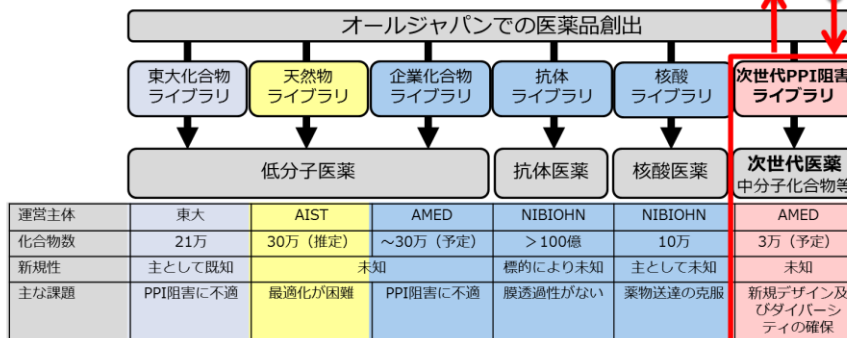 オールジャパンでの医薬品創出
東大化合物
ライブラリ
天然物
ライブラリ
企業化合物
ライブラリ
抗体
ライブラリ
核酸
ライブラリ
次世代PPI阻害
ライブラリ
低分子医薬
抗体医薬
核酸医薬
次世代医薬
中分子化合物等
運営主体 東大 AIST AMED NIBIOHN NIBIOHN AMED
化合物数 21万 30万（推定） ～30万（予定） ＞100億 10万 3万（予定）
新規性 主として既知 未知 標的により未知 主として未知 未知
主な課題 PPI阻害に不適 最適化が困難 PPI阻害に不適 膜透過性がない 薬物送達の克服 新規デザイン及
びダイバーシ
ティの確保